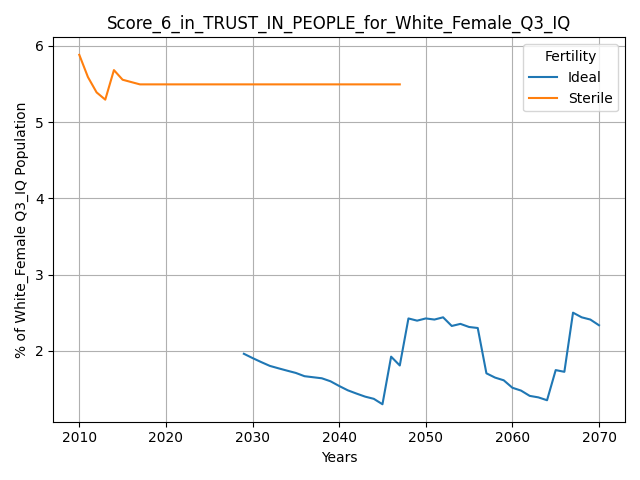 Score_6_in_TRUST_IN_PEOPLE_for_White_Female_Q3_IQ
% of White_Female Q3_IQ Population
6
5
4
3
2
Fertility
Ideal
Sterile
2010 2020 2030 2040 2050 2060 2070
Years